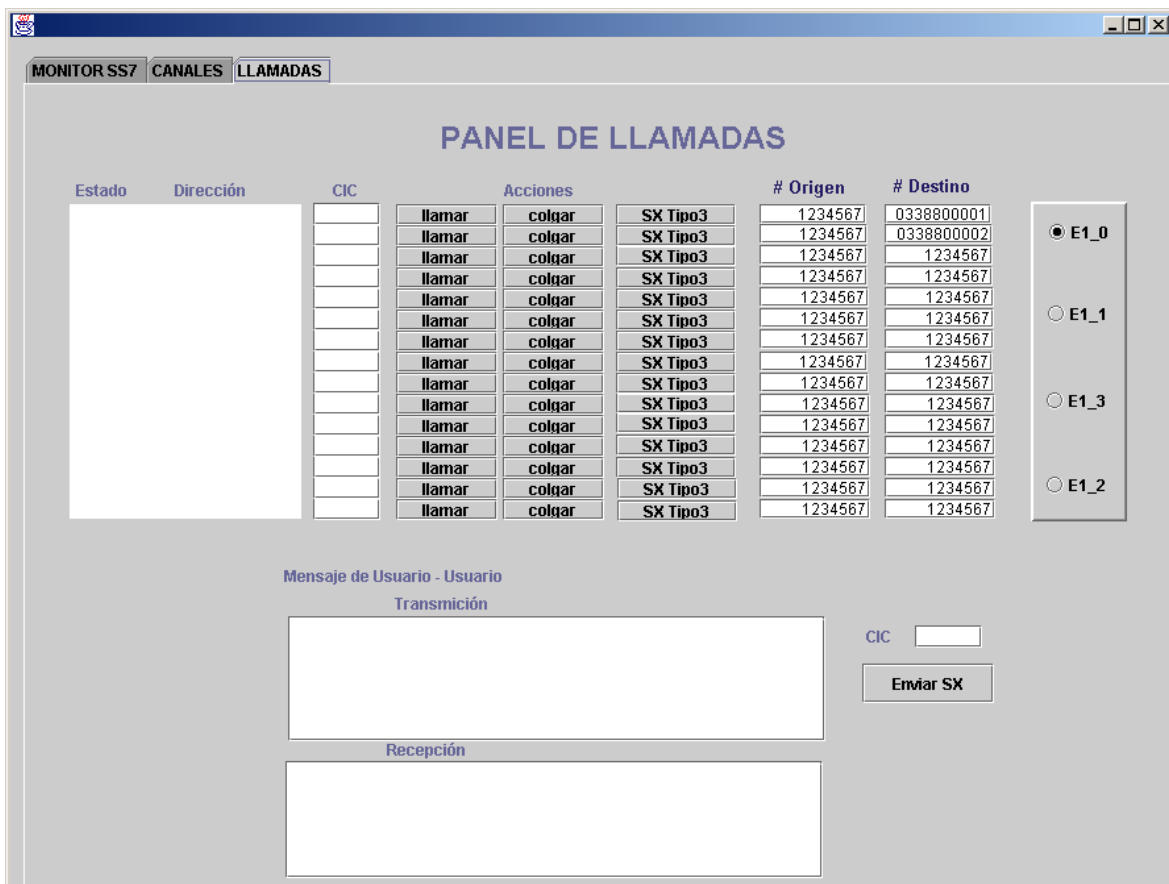 MONITOR SS7 CANALES LLAMADAS
PANEL DE LLAMADAS
Estado Dirección CIC Acciones # Origen # Destino
llamar colgar SX Tipo3 1234567 0338800001
llamar colgar SX Tipo3 1234567 0338800002
E1_0
llamar colgar SX Tipo3 1234567 1234567
llamar colgar SX Tipo3 1234567 1234567
llamar colgar SX Tipo3 1234567 1234567
llamar colgar SX Tipo3 1234567 1234567
E1_1
llamar colgar SX Tipo3 1234567 1234567
llamar colgar SX Tipo3 1234567 1234567
llamar colgar SX Tipo3 1234567 1234567
llamar colgar SX Tipo3 1234567 1234567
E1_3
llamar colgar SX Tipo3 1234567 1234567
llamar colgar SX Tipo3 1234567 1234567
llamar colgar SX Tipo3 1234567 1234567
llamar colgar SX Tipo3 1234567 1234567
E1_2
llamar colgar SX Tipo3 1234567 1234567
Mensaje de Usuario - Usuario
Transmición
CIC
Enviar SX
Recepción